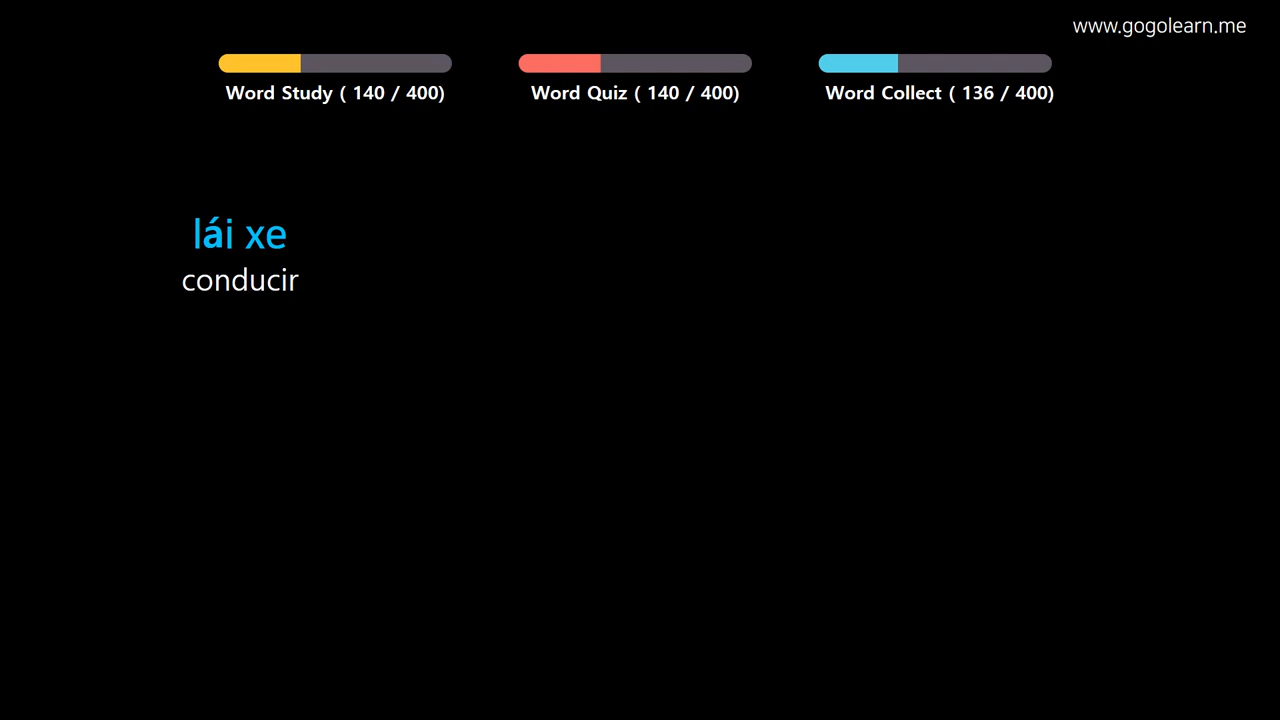 www.gogolearn.me
Word Study ( 140 / 400)
Word Quiz ( 140 / 400)
Word Collect ( 136 / 400)
lái xe
conducir